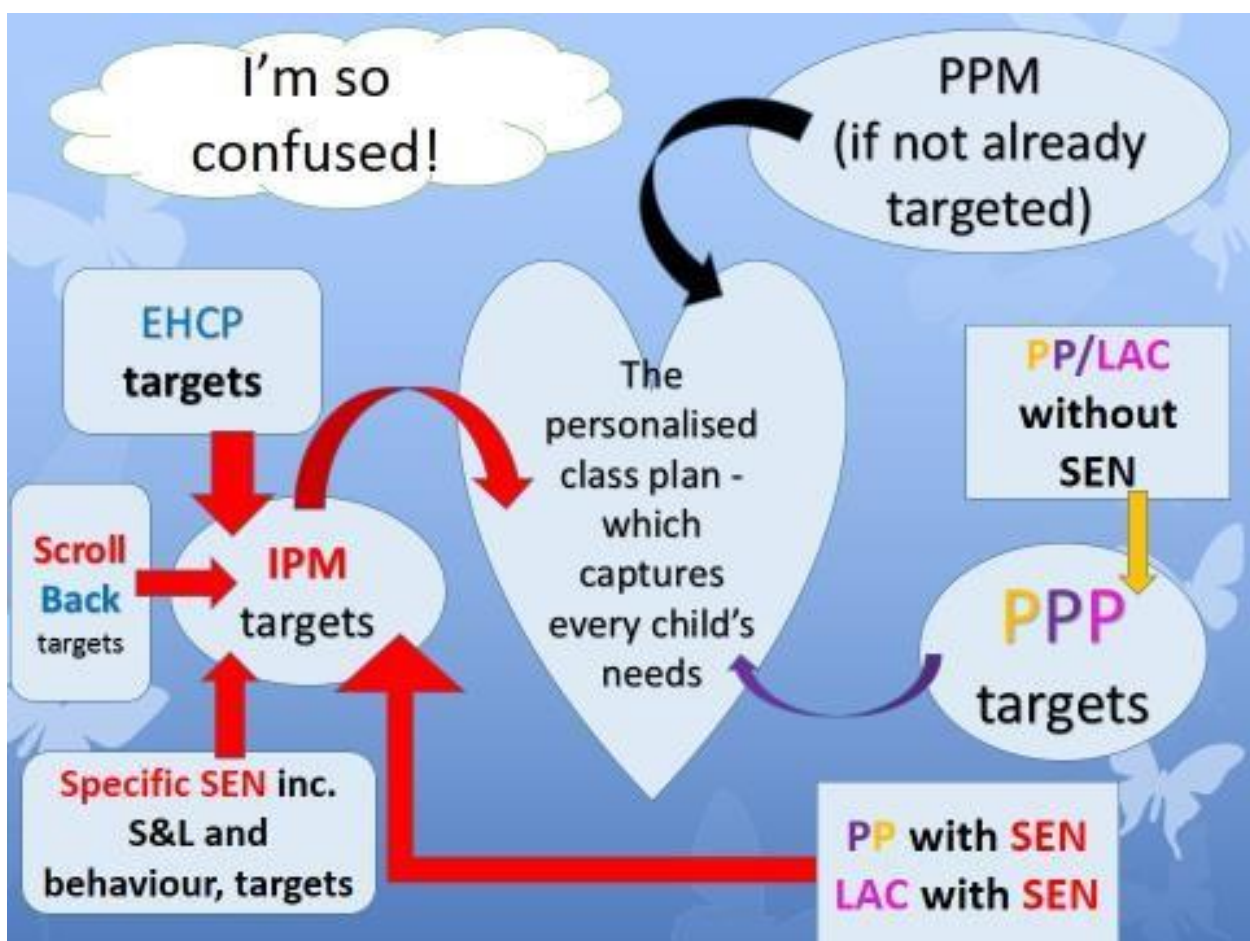 I'm so
confused!
PPM
(if not already
targeted)
EHCP
targets
Scroll
Back
targets
IPM
targets
Specific SEN inc.
S&L and
behaviour, targets
The
personalised
class plan -
which
captures
every child's
needs
PP/LAC
without
SEN
PPP
targets
PP with SEN
LAC with SEN